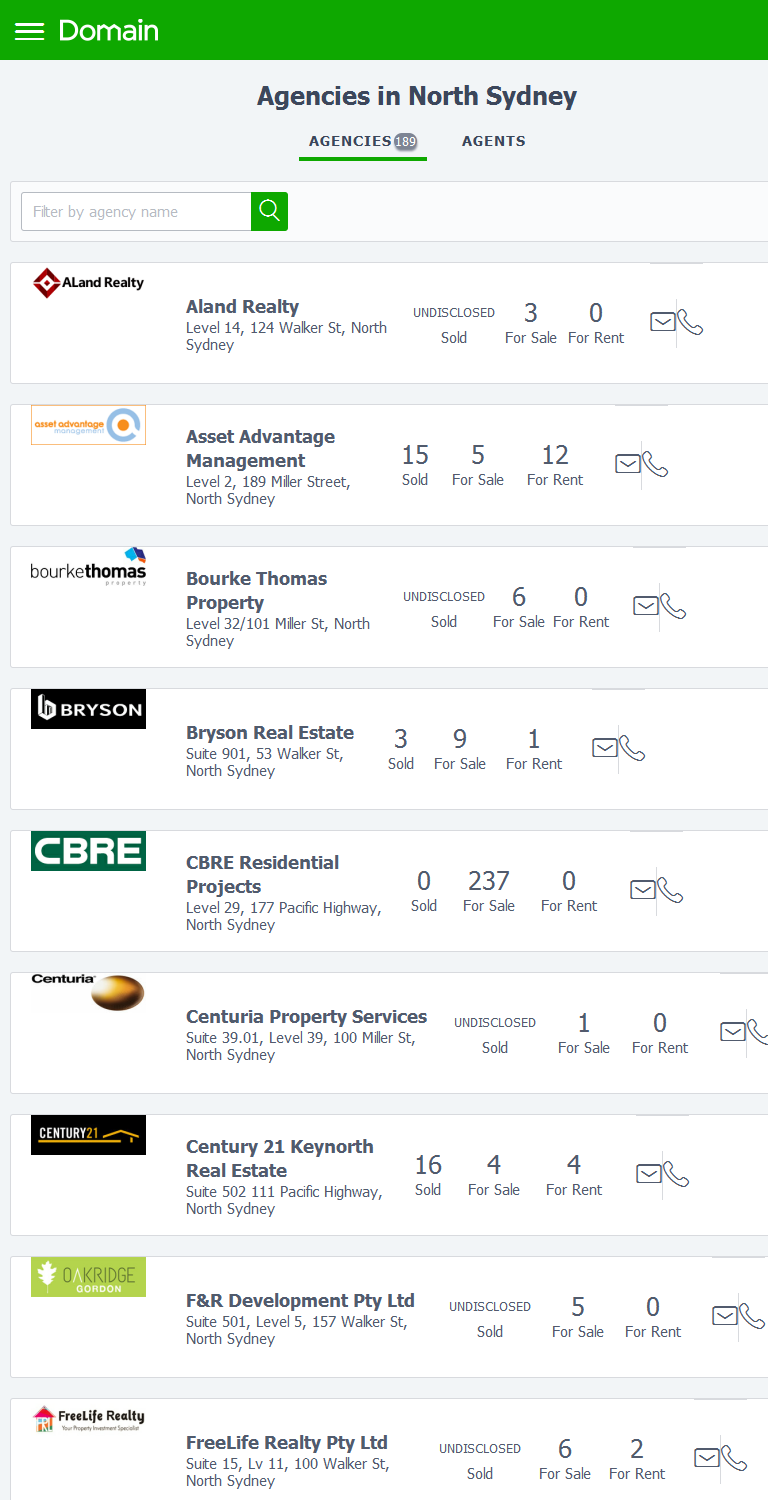 Domain
Agencies in North Sydney
AGENCIES 189
AGENTS
Filter by agency name
ALand Realty
Aland Realty
Level 14, 124 Walker St, North
Sydney
UNDISCLOSED
Sold
3
For Sale
0
For Rent
asset advantage
management
Asset Advantage
Management
Level 2, 189 Miller Street,
North Sydney
15
Sold
5
For Sale
12
For Rent
bourkethomas
property
Bourke Thomas
Property
Level 32/101 Miller St, North
Sydney
UNDISCLOSED
Sold
6
For Sale
0
For Rent
BRYSON
Bryson Real Estate
Suite 901, 53 Walker St,
North Sydney
3
Sold
9
For Sale
1
For Rent
CBRE
CBRE Residential
Projects
Level 29, 177 Pacific Highway,
North Sydney
0
Sold
237
For Sale
0
For Rent
Centuria
Centuria Property Services
Suite 39.01, Level 39, 100 Miller St,
North Sydney
UNDISCLOSED
Sold
1
For Sale
0
For Rent
CENTURY 21
Century 21 Keynorth
Real Estate
Suite 502 111 Pacific Highway,
North Sydney
16
Sold
4
For Sale
4
For Rent
OAKRIDGE
GORDON
F&R Development Pty Ltd
Suite 501, Level 5, 157 Walker St,
North Sydney
UNDISCLOSED
Sold
5
For Sale
0
For Rent
FreeLife Realty
Your Property Investment Specialist
FreeLife Realty Pty Ltd
Suite 15, Lv 11, 100 Walker St,
North Sydney
UNDISCLOSED
Sold
6
For Sale
2
For Rent